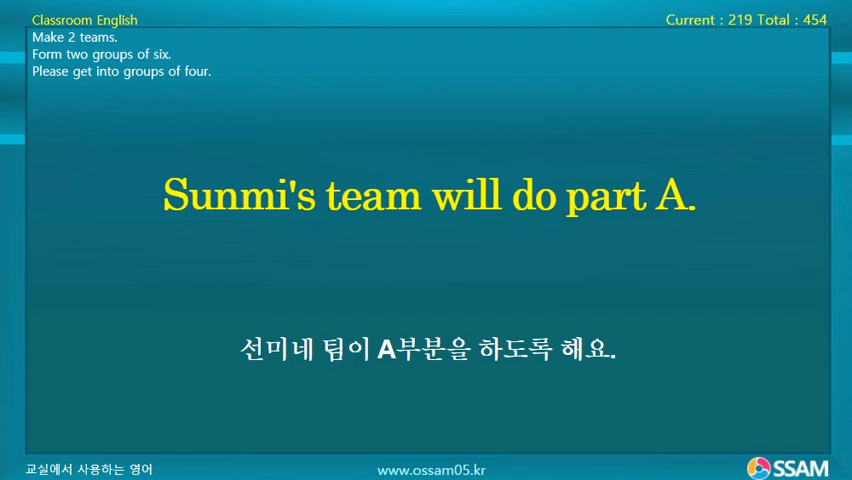 Classroom English
Current : 219 Total : 454
Make 2 teams.
Form two groups of six.
Please get into groups of four.
Sunmi's team will do part A.
선미네 팀이 A부분을 하도록 해요.
교실에서 사용하는 영어
www.ossam05.kr
OSSAM